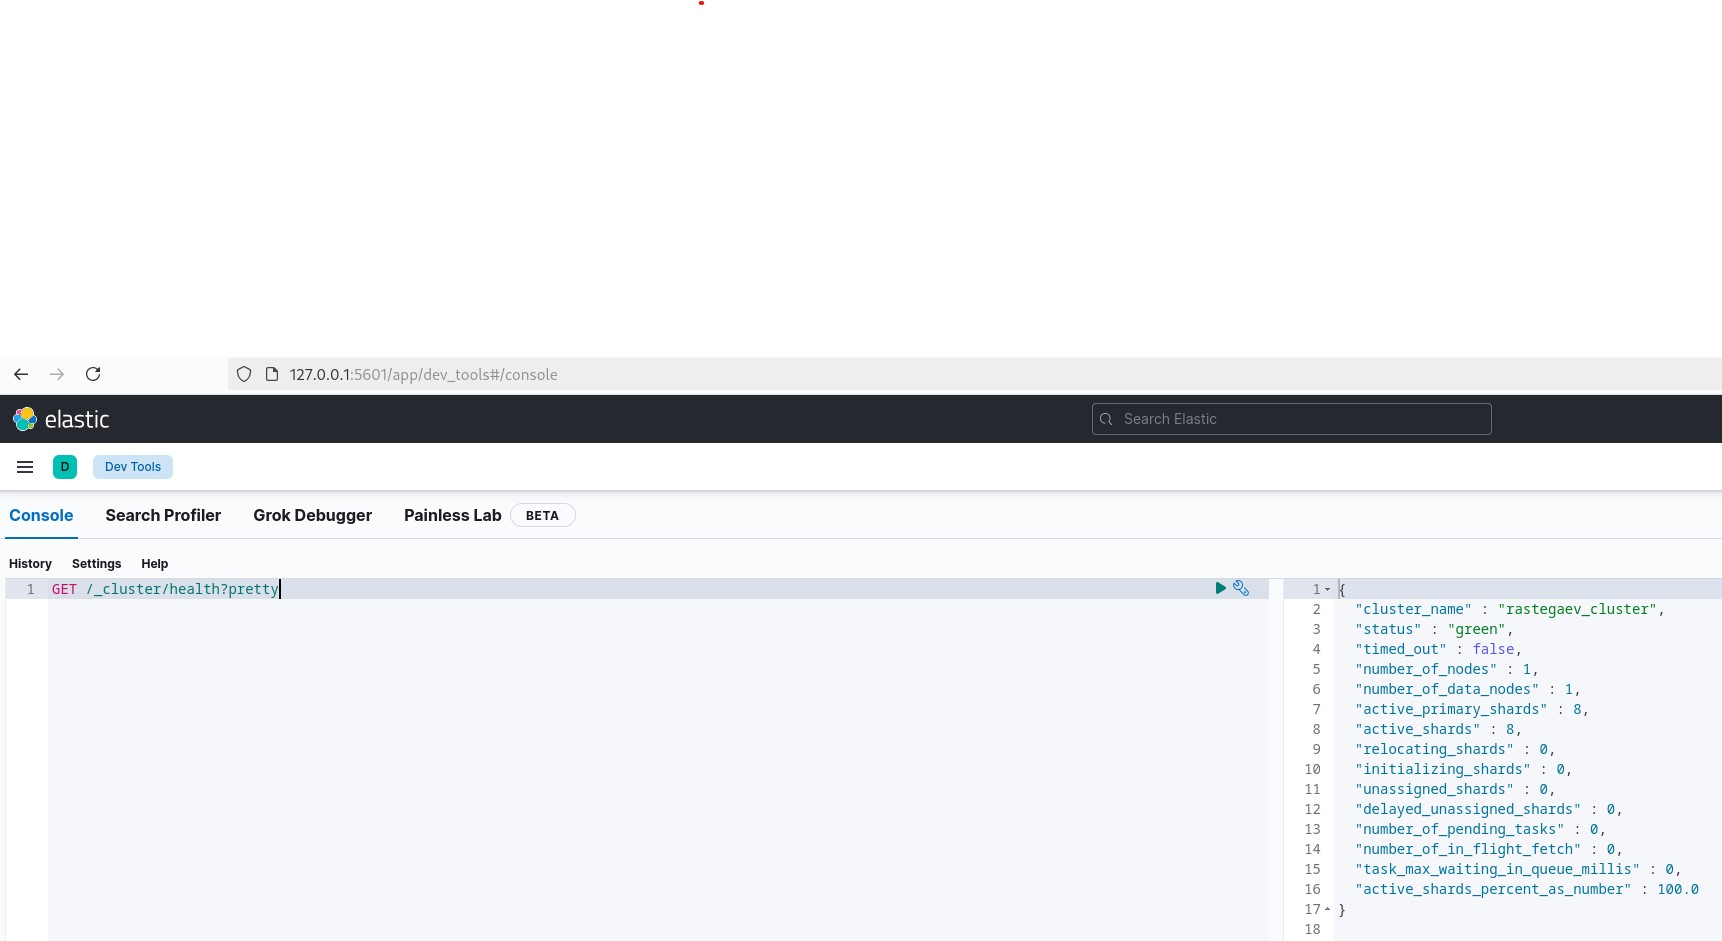 127.0.0.1:5601/app/dev_tools#/console
elastic
Search Elastic
D
Dev Tools
Console Search Profiler Grok Debugger Painless Lab BETA
History Settings Help
1 GET /_cluster/health?pretty
1 {
2 "cluster_name" : "rastegaev_cluster",
3 "status" : "green",
4 "timed_out" : false,
5 "number_of_nodes" : 1,
6 "number_of_data_nodes" : 1,
7 "active_primary_shards" : 8,
8 "active_shards" : 8,
9 "relocating_shards" : 0,
10 "initializing_shards" : 0,
11 "unassigned_shards" : 0,
12 "delayed_unassigned_shards" : 0,
13 "number_of_pending_tasks" : 0,
14 "number_of_in_flight_fetch" : 0,
15 "task_max_waiting_in_queue_millis" : 0,
16 "active_shards_percent_as_number" : 100.0
17 }
18